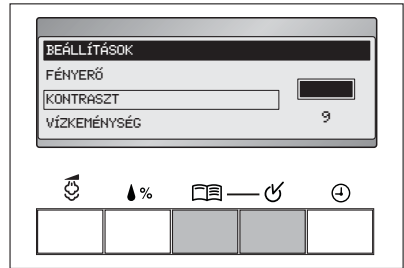 BEÁLLÍTÁSOK
FÉNYERŐ
KONTRASZT
VÍZKEMÉNYSÉG 9
%